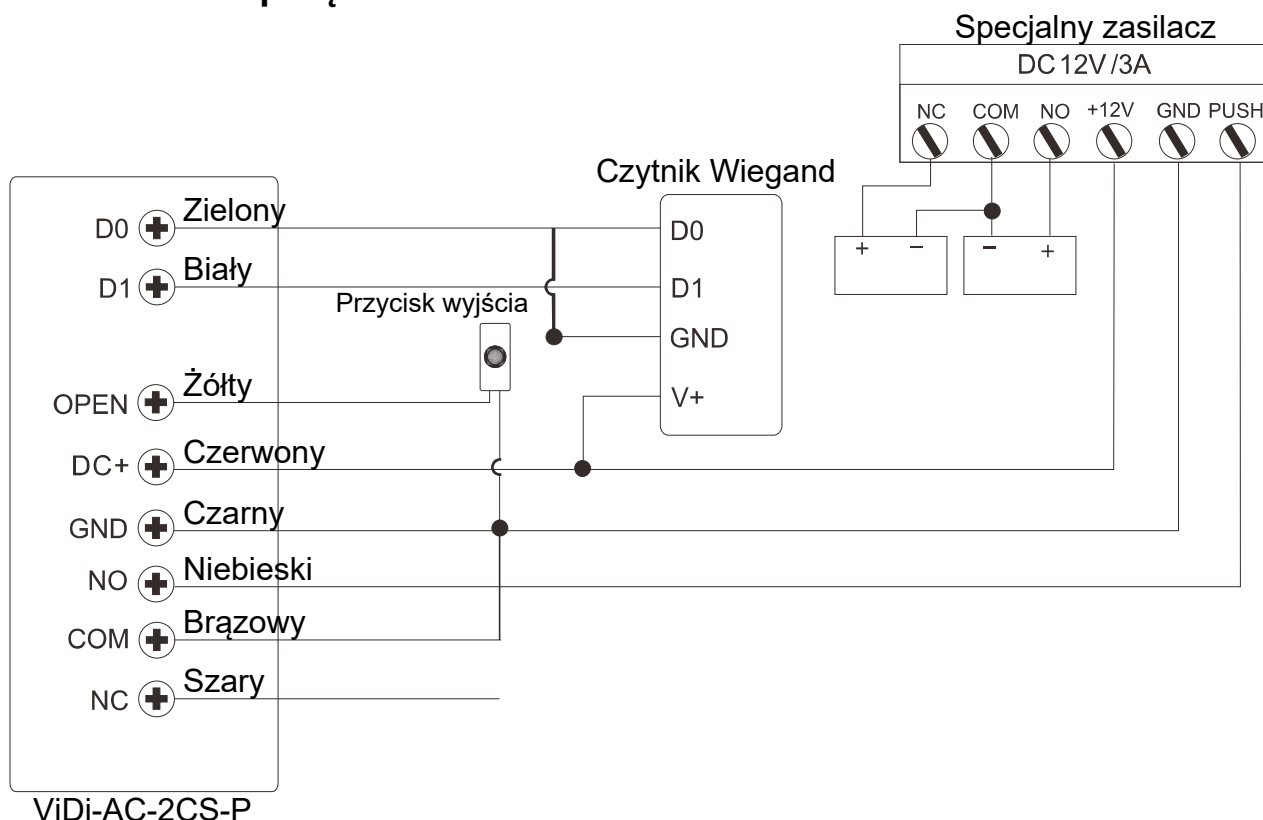 Specjalny zasilacz
DC 12V /3A
NC COM NO +12V GND PUSH
Czytnik Wiegand
D0 Zielony D0
D1 Biały D1
Przycisk wyjścia
GND
OPEN Żółty V+
DC+ Czerwony
GND Czarny
NO Niebieski
COM Brązowy
NC Szary
+ − − +
ViDi-AC-2CS-P